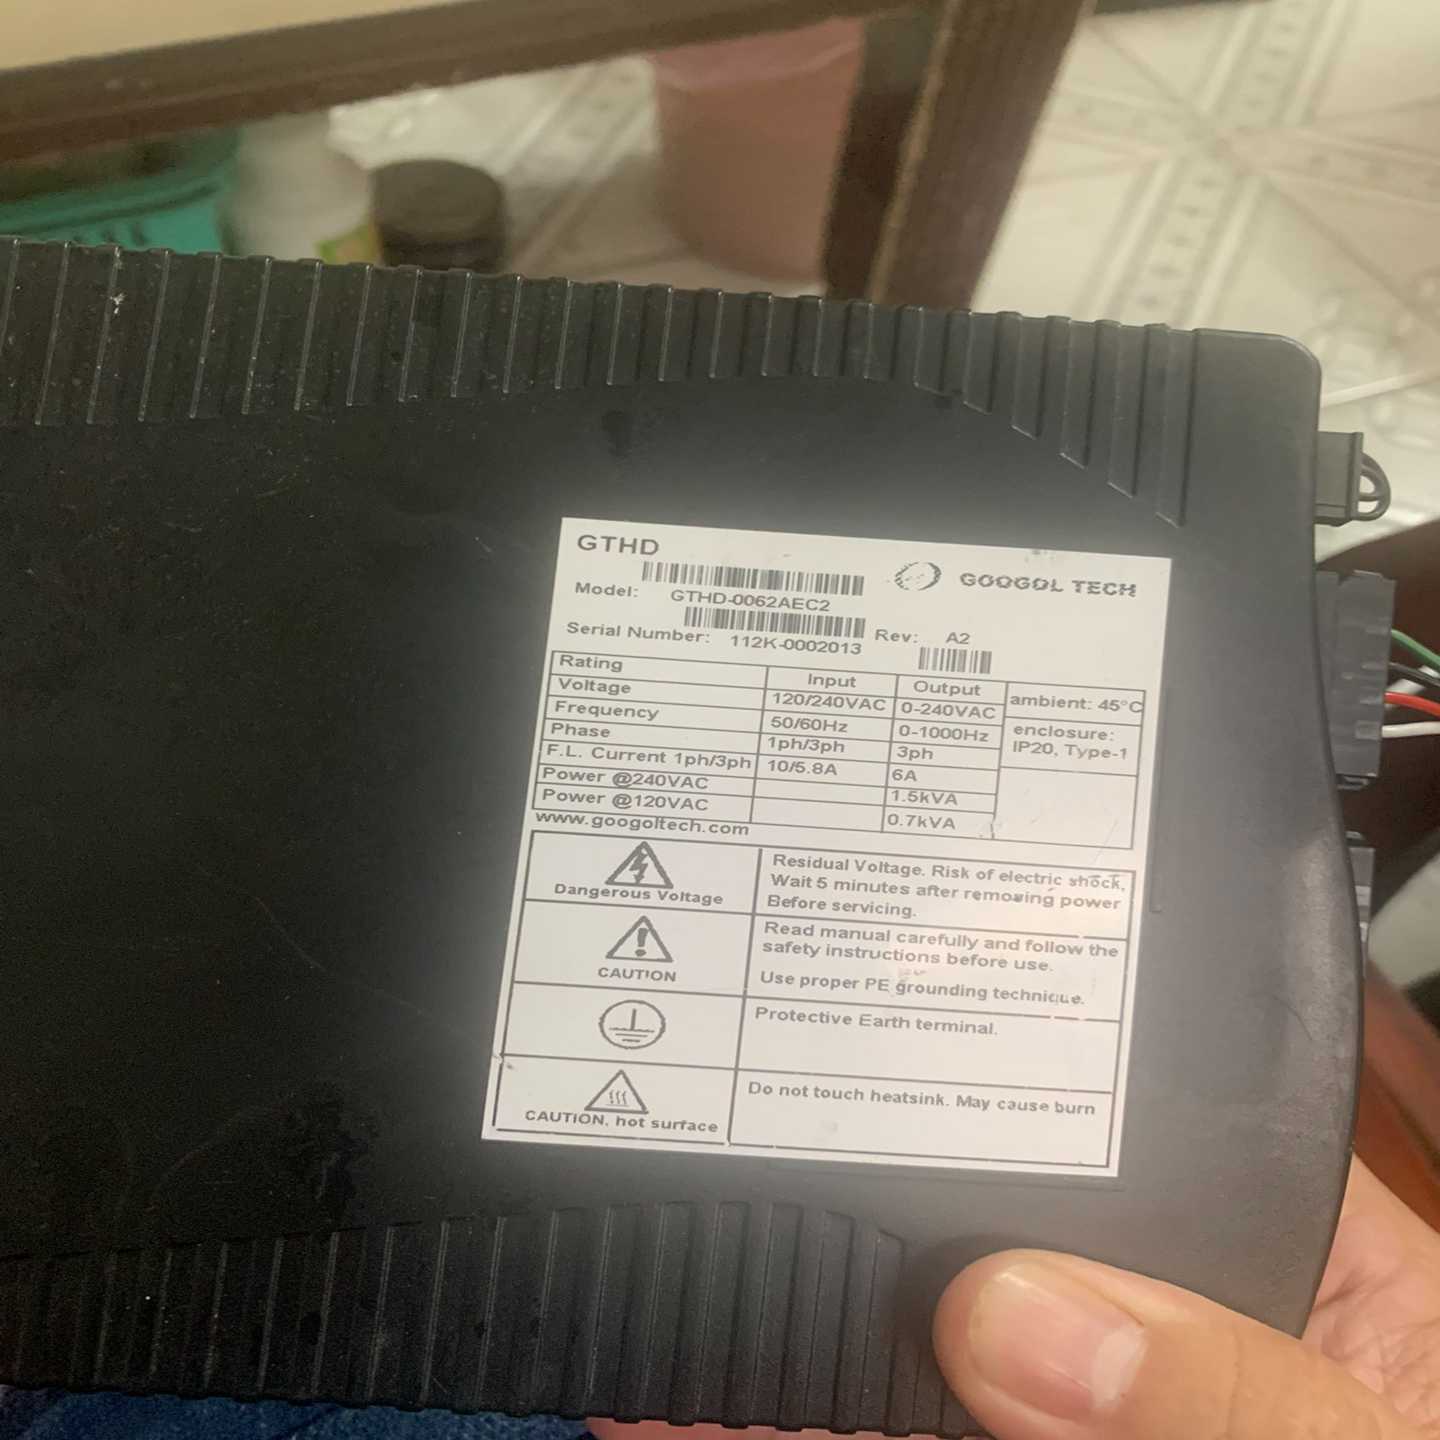 GTHD
GOOGOL TECH
Model: GTHD-0062AEC2
Serial Number: 112K-0002013 Rev: A2
Rating Input Output ambient: 45°C
Voltage 120/240VAC 0-240VAC
Frequency 50/60Hz 0-1000Hz enclosure:
IP20, Type-1
Phase 1ph/3ph 3ph
F.L. Current 1ph/3ph 10/5.8A 6A
Power @240VAC 1.5kVA
Power @120VAC 0.7kVA
www.googoltech.com
Dangerous Voltage
Residual Voltage. Risk of electric shock,
Wait 5 minutes after removing power
Before servicing.
CAUTION
Read manual carefully and follow the
safety instructions before use.
Use proper PE grounding technique.
Protective Earth terminal.
CAUTION, hot surface
Do not touch heatsink. May cause burn